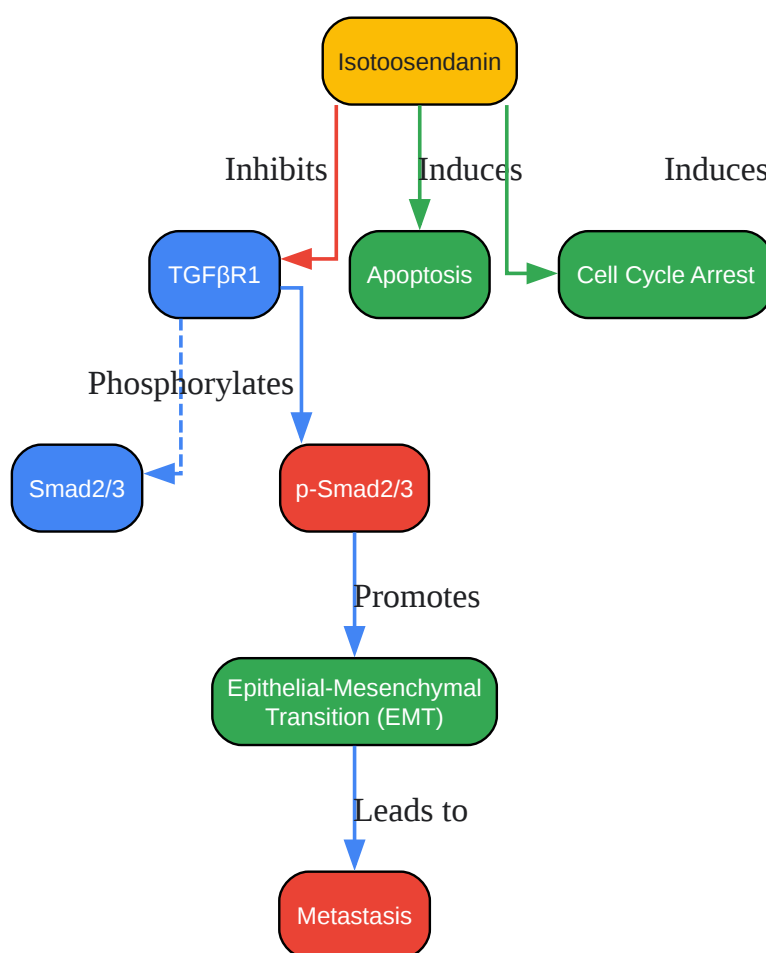 Isotoosendanin
Inhibits
Induces
Induces
TGFβR1
Apoptosis
Cell Cycle Arrest
Phosphorylates
Smad2/3
p-Smad2/3
Promotes
Epithelial-Mesenchymal
Transition (EMT)
Leads to
Metastasis